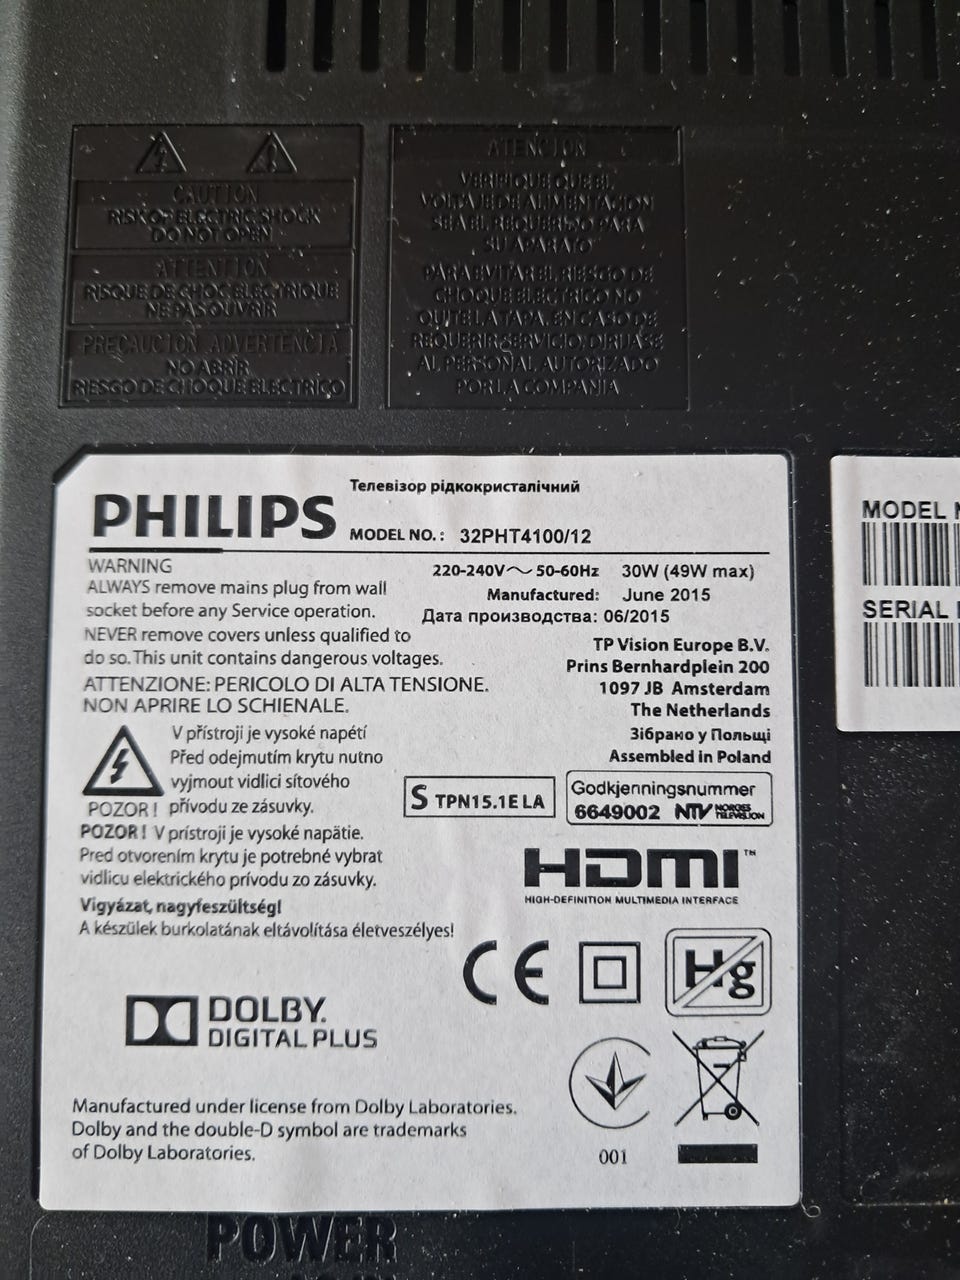 CAUTION
RISK OF ELECTRIC SHOCK
DO NOT OPEN
ATTENTION
RISQUE DE CHOC ELECTRIQUE
NE PAS OUVRIR
PRECAUCION ADVERTENCIA
NO ABRIR
RIESGO DE CHOQUE ELECTRICO
ATENCION
VERIFIQUE QUE EL
VOLTAJE DE ALIMENTACION
SEA EL REQUERIDO PARA
SU APARATO
PARA EVITAR EL RIESGO DE
CHOQUE ELECTRICO NO
QUITE LA TAPA. EN CASO DE
REQUERIR SERVICIO, DIRIJASE
AL PERSONAL AUTORIZADO
POR LA COMPANIA
PHILIPS
Телевізор рідкокристалічний
MODEL NO.: 32PHT4100/12
WARNING
ALWAYS remove mains plug from wall
socket before any Service operation.
NEVER remove covers unless qualified to
do so. This unit contains dangerous voltages.
ATTENZIONE: PERICOLO DI ALTA TENSIONE.
NON APRIRE LO SCHIENALE.
220-240V～ 50-60Hz 30W (49W max)
Manufactured: June 2015
Дата производства: 06/2015
TP Vision Europe B.V.
Prins Bernhardplein 200
1097 JB Amsterdam
The Netherlands
Зібрано у Польщі
Assembled in Poland
V přístroji je vysoké napětí
Před odejmutím krytu nutno
vyjmout vidlici síťového
POZOR! přívodu ze zásuvky.
POZOR! V prístroji je vysoké napätie.
Pred otvorením krytu je potrebné vybrat
vidlicu elektrického prívodu zo zásuvky.
Vigyázat, nagyfeszültség!
A készülek burkolatának eltávolítása életveszélyes!
S TPN15.1E LA
Godkjenningsnummer
6649002 NTV NORGES TELEVISJON
HDMI™
HIGH-DEFINITION MULTIMEDIA INTERFACE
CE
Hg
DOLBY.
DIGITAL PLUS
Manufactured under license from Dolby Laboratories.
Dolby and the double-D symbol are trademarks
of Dolby Laboratories.
001
MODEL
SERIAL
POWER